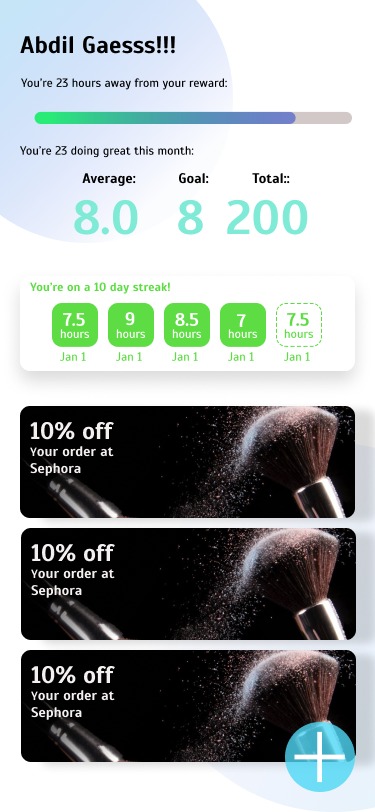 Abdil Gaesss!!!
You're 23 hours away from your reward:
You're 23 doing great this month:
Average: Goal: Total::
8.0 8 200
You're on a 10 day streak!
7.5 9 8.5 7 7.5
hours hours hours hours hours
Jan 1 Jan 1 Jan 1 Jan 1 Jan 1
10% off
Your order at
Sephora
10% off
Your order at
Sephora
10% off
Your order at
Sephora